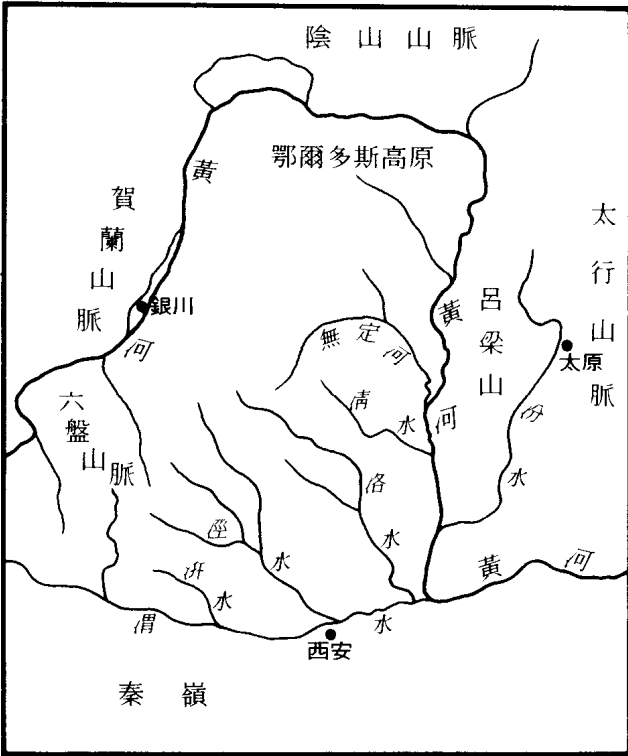 陰山山脈
鄂爾多斯高原
黃河
賀蘭山脈
銀川
太行山脈
呂梁山
黃河
太原
無定河
清水
汾水
六盤山脈
洛水
涇水
汧水
渭水
黃河
西安
秦嶺